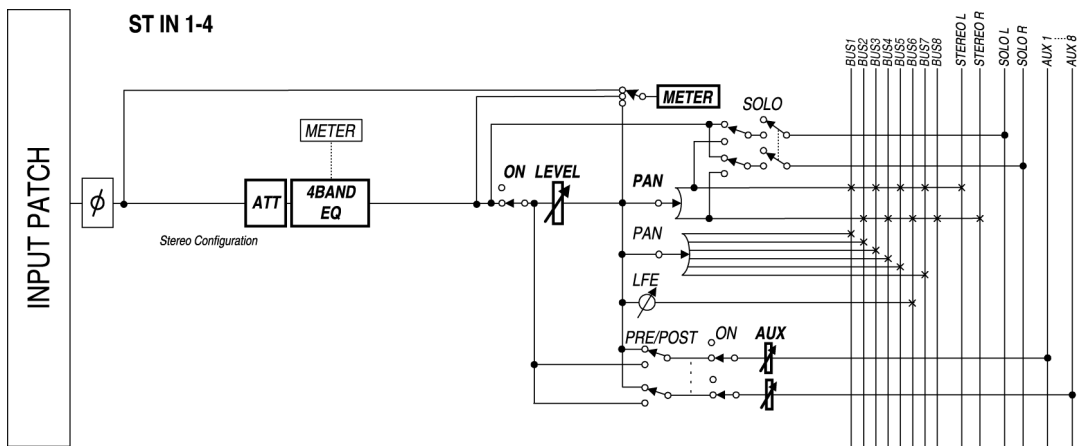 ST IN 1-4
BUS1
BUS2
BUS3
BUS4
BUS5
BUS6
BUS7
BUS8
STEREO L
STEREO R
SOLO L
SOLO R
AUX 1
AUX 8
METER
SOLO
METER
INPUT PATCH
ϕ
ATT
4BAND
EQ
ON LEVEL
PAN
Stereo Configuration
PAN
LFE
PRE/POST ON AUX